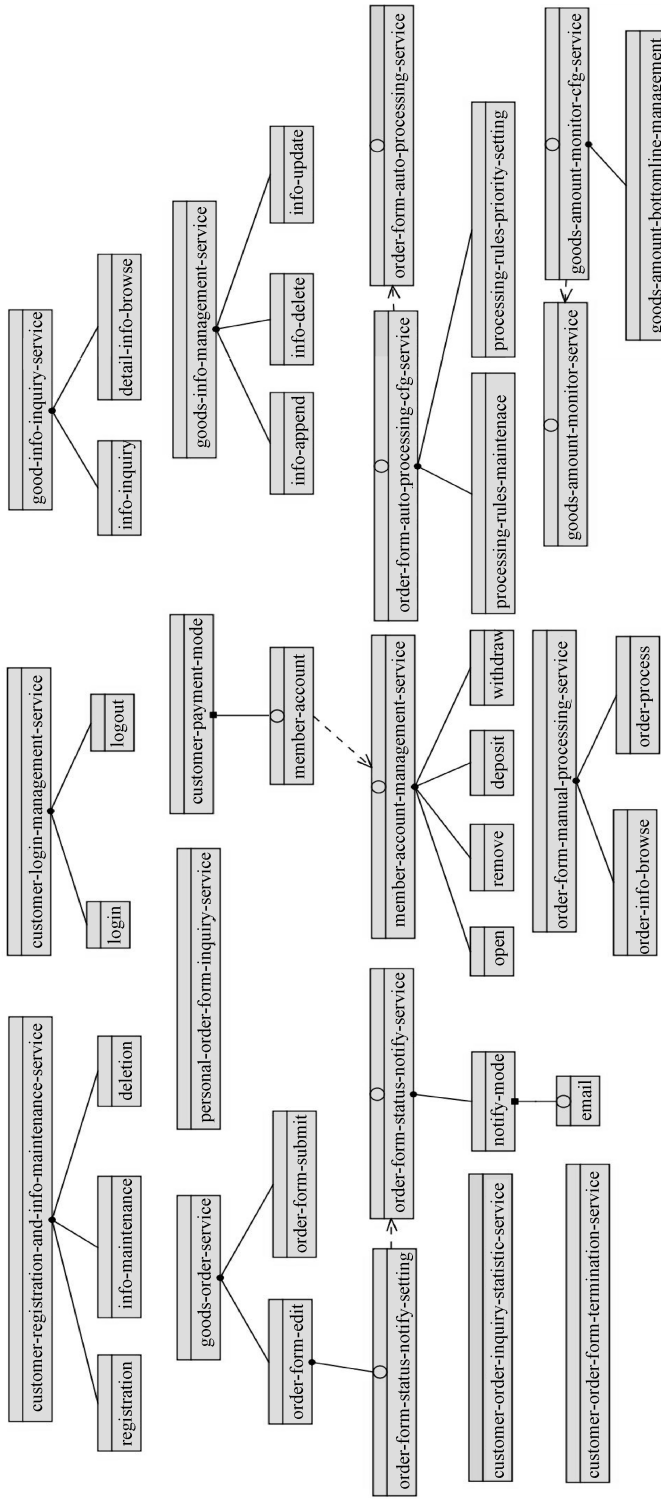 customer-registration-and-info-maintenance-service
customer-login-management-service
good-info-inquiry-service
registration
info-maintenance
deletion
login
logout
info-inquiry
detail-info-browse
goods-order-service
personal-order-form-inquiry-service
customer-payment-mode
goods-info-management-service
order-form-edit
order-form-submit
member-account
info-append
info-delete
info-update
order-form-status-notify-setting
order-form-status-notify-service
member-account-management-service
order-form-auto-processing-cfg-service
order-form-auto-processing-service
customer-order-inquiry-statistic-service
notify-mode
open
remove
deposit
withdraw
processing-rules-maintenace
processing-rules-priority-setting
customer-order-form-termination-service
email
order-form-manual-processing-service
goods-amount-monitor-service
goods-amount-monitor-cfg-service
order-info-browse
order-process
goods-amount-bottomline-management